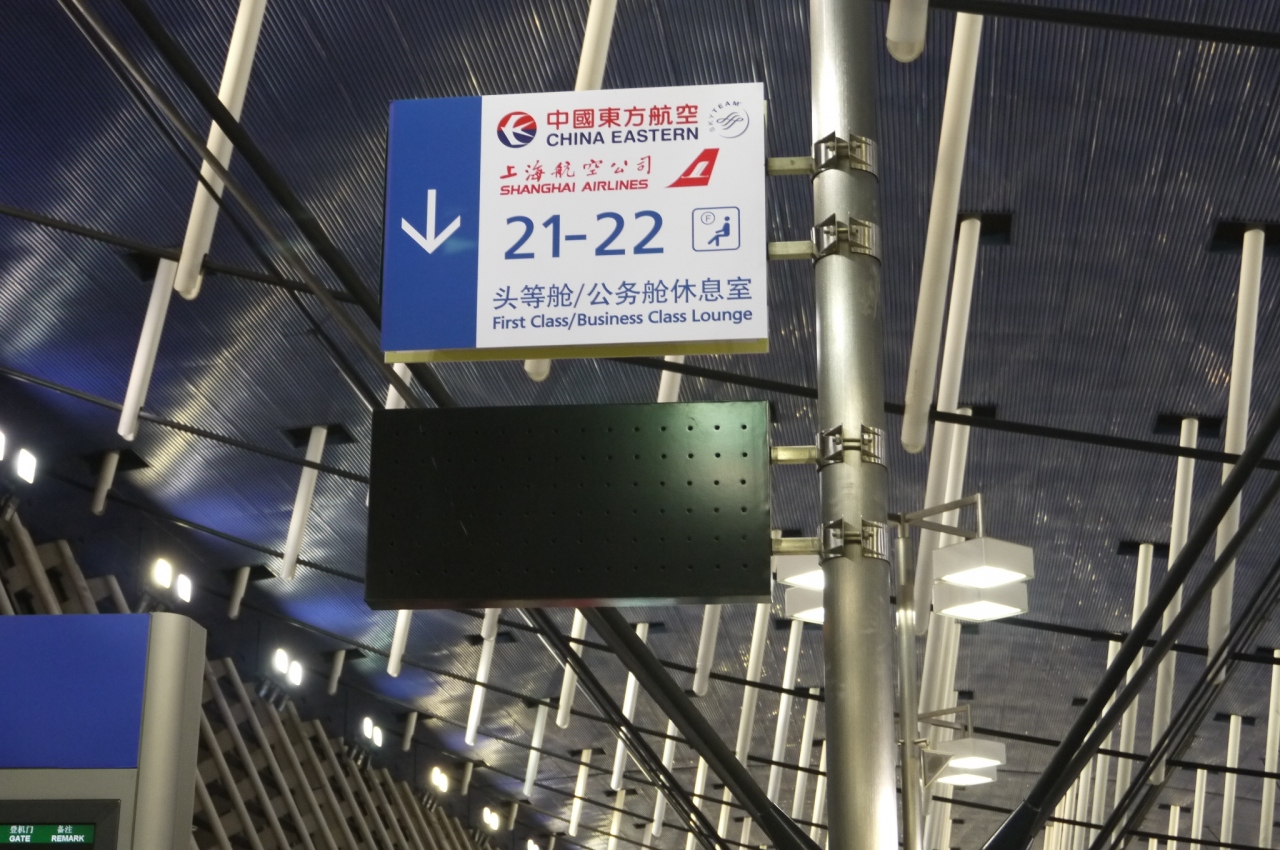 中國東方航空
CHINA EASTERN
SKYTEAM
上海航空公司
SHANGHAI AIRLINES
21-22
F
头等舱/公务舱休息室
First Class/Business Class Lounge
登机门 备注
GATE REMARK